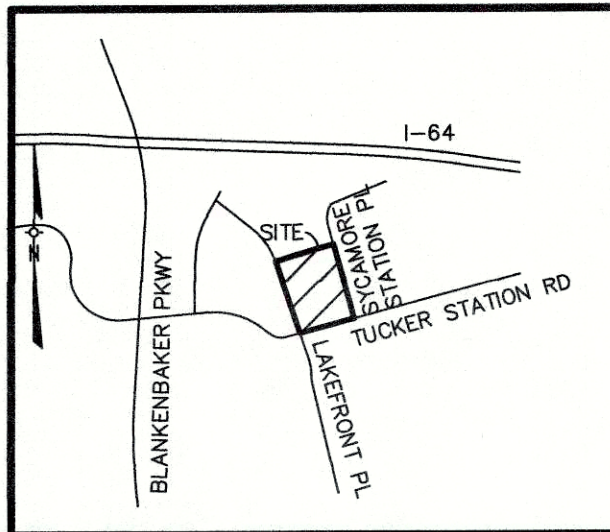 I-64
SITE
SYCAMORE
STATION PL
N
BLANKENBAKER PKWY
TUCKER STATION RD
LAKEFRONT PL